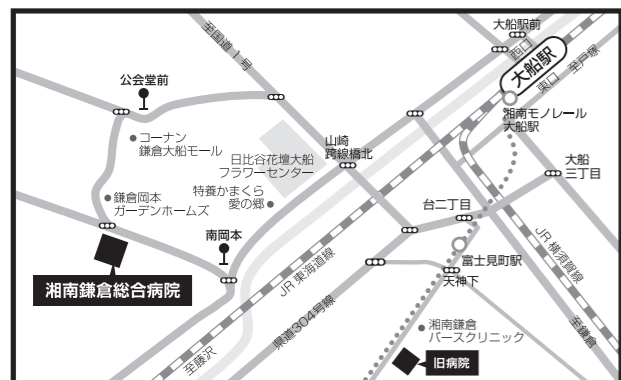 大船駅前
西口
至国道1号
大船駅
至戸塚
東口
公会堂前
湘南モノレール
大船駅
コーナン
鎌倉大船モール
山崎
跨線橋北
日比谷花壇大船
フラワーセンター
大船
三丁目
鎌倉岡本
ガーデンホームズ
特養かまくら
愛の郷
台二丁目
南岡本
湘南鎌倉総合病院
JR東海道線
富士見町駅
JR横須賀線
天神下
県道304号線
至鎌倉
湘南鎌倉
バースクリニック
至藤沢
旧病院